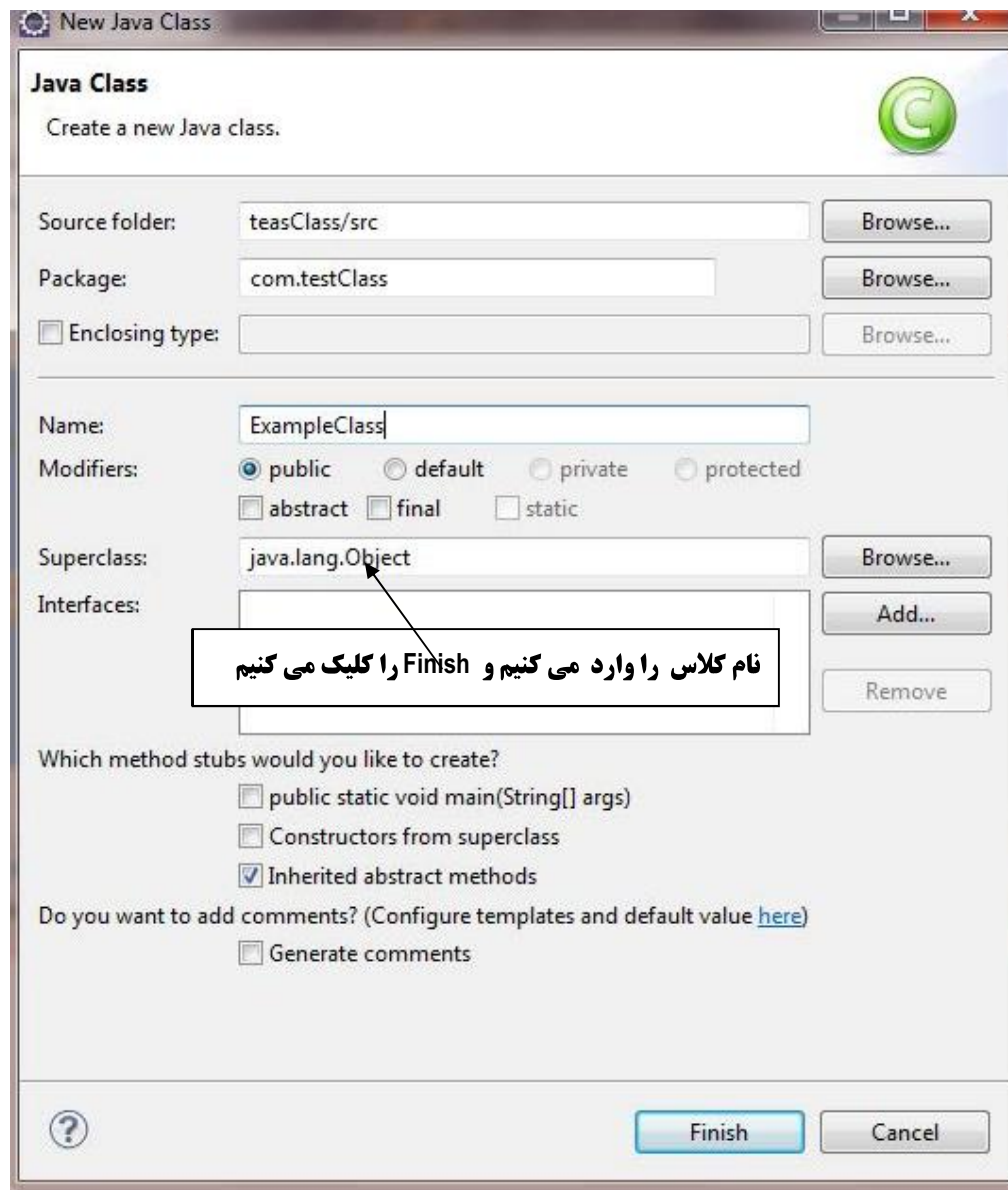 New Java Class
Java Class
Create a new Java class.
Source folder: teasClass/src Browse...
Package: com.testClass Browse...
Enclosing type: Browse...
Name: ExampleClass
Modifiers: public default private protected
abstract final static
Superclass: java.lang.Object Browse...
Interfaces: Add...
نام کلاس را وارد می کنیم و Finish را کلیک می کنیم
Remove
Which method stubs would you like to create?
public static void main(String[] args)
Constructors from superclass
Inherited abstract methods
Do you want to add comments? (Configure templates and default value here)
Generate comments
? Finish Cancel